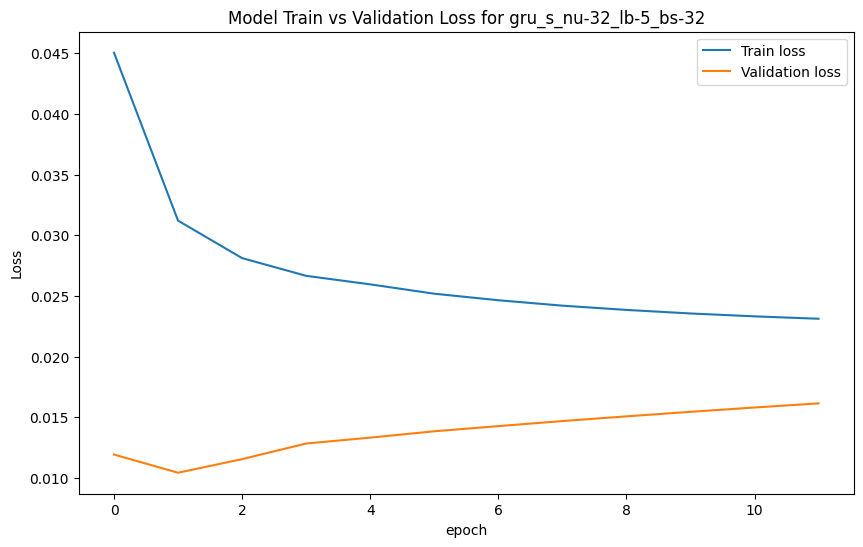 Model Train vs Validation Loss for gru_s_nu-32_lb-5_bs-32
Train loss
Validation loss
0.045
0.040
0.035
0.030
0.025
0.020
0.015
0.010
Loss
0 2 4 6 8 10
epoch